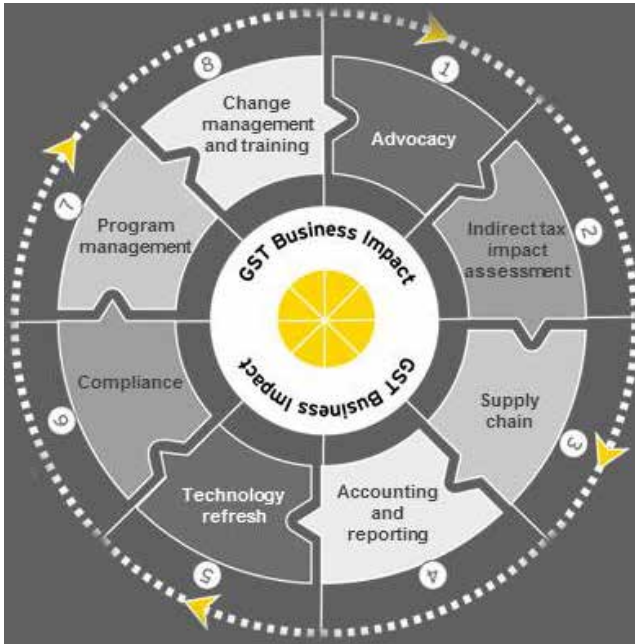 GST Business Impact
GST Business Impact
1
Advocacy
2
Indirect tax
impact
assessment
3
Supply
chain
4
Accounting
and
reporting
5
Technology
refresh
6
Compliance
7
Program
management
8
Change
management
and training